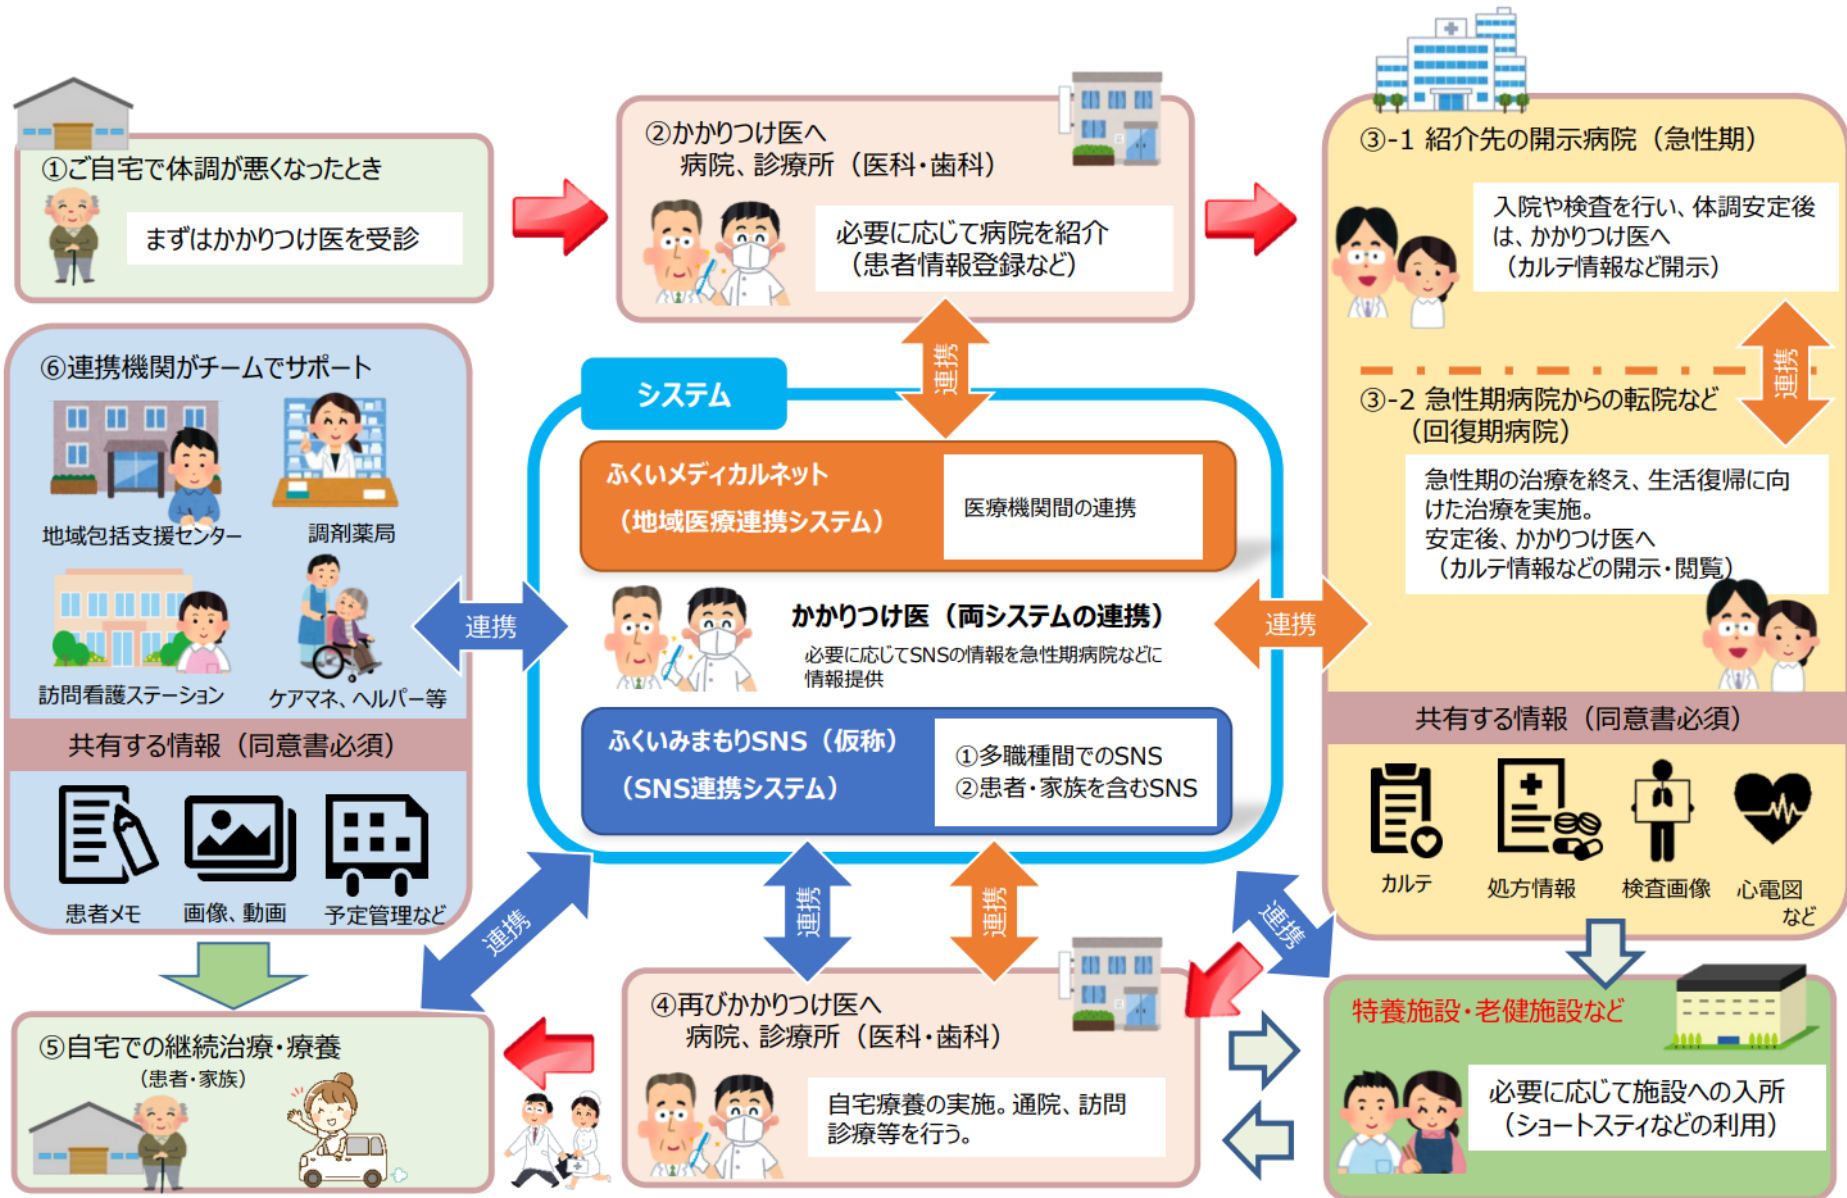 ①ご自宅で体調が悪くなったとき
まずはかかりつけ医を受診
②かかりつけ医へ
病院、診療所（医科・歯科）
必要に応じて病院を紹介
（患者情報登録など）
③-1 紹介先の開示病院（急性期）
入院や検査を行い、体調安定後
は、かかりつけ医へ
（カルテ情報など開示）
連携
③-2 急性期病院からの転院など
（回復期病院）
急性期の治療を終え、生活復帰に向
けた治療を実施。
安定後、かかりつけ医へ
（カルテ情報などの開示・閲覧）
共有する情報（同意書必須）
カルテ
処方情報
検査画像
心電図
など
⑥連携機関がチームでサポート
地域包括支援センター
調剤薬局
訪問看護ステーション
ケアマネ、ヘルパー等
共有する情報（同意書必須）
患者メモ
画像、動画
予定管理など
連携
システム
ふくいメディカルネット
（地域医療連携システム）
医療機関間の連携
連携
かかりつけ医（両システムの連携）
必要に応じてSNSの情報を急性期病院などに
情報提供
連携
ふくいみまもりSNS（仮称）
（SNS連携システム）
①多職種間でのSNS
②患者・家族を含むSNS
連携
連携
連携
連携
④再びかかりつけ医へ
病院、診療所（医科・歯科）
自宅療養の実施。通院、訪問
診療等を行う。
⑤自宅での継続治療・療養
（患者・家族）
特養施設・老健施設など
必要に応じて施設への入所
（ショートスティなどの利用）